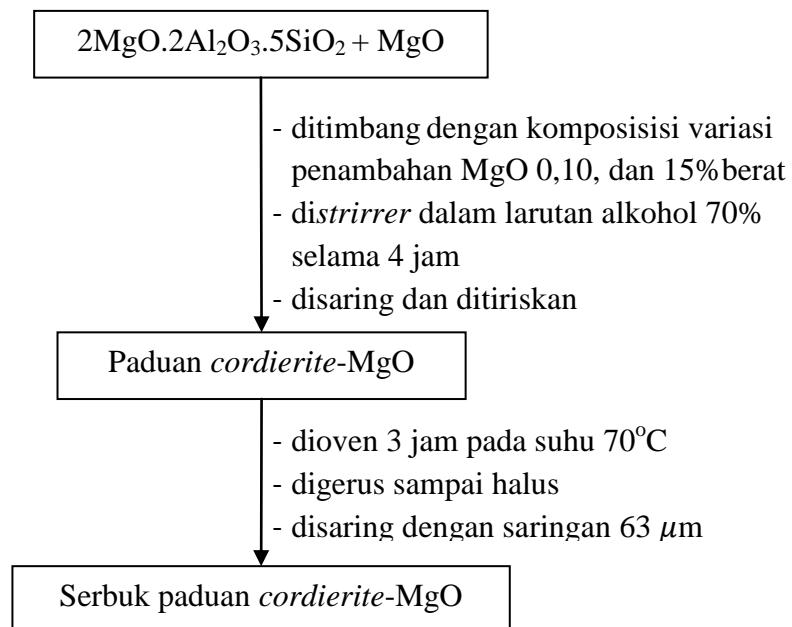 2MgO.2Al₂O₃.5SiO₂ + MgO
- ditimbang dengan komposisisi variasi
penambahan MgO 0,10, dan 15%berat
- distrirrer dalam larutan alkohol 70%
selama 4 jam
- disaring dan ditiriskan
Paduan cordierite-MgO
- dioven 3 jam pada suhu 70°C
- digerus sampai halus
- disaring dengan saringan 63 µm
Serbuk paduan cordierite-MgO